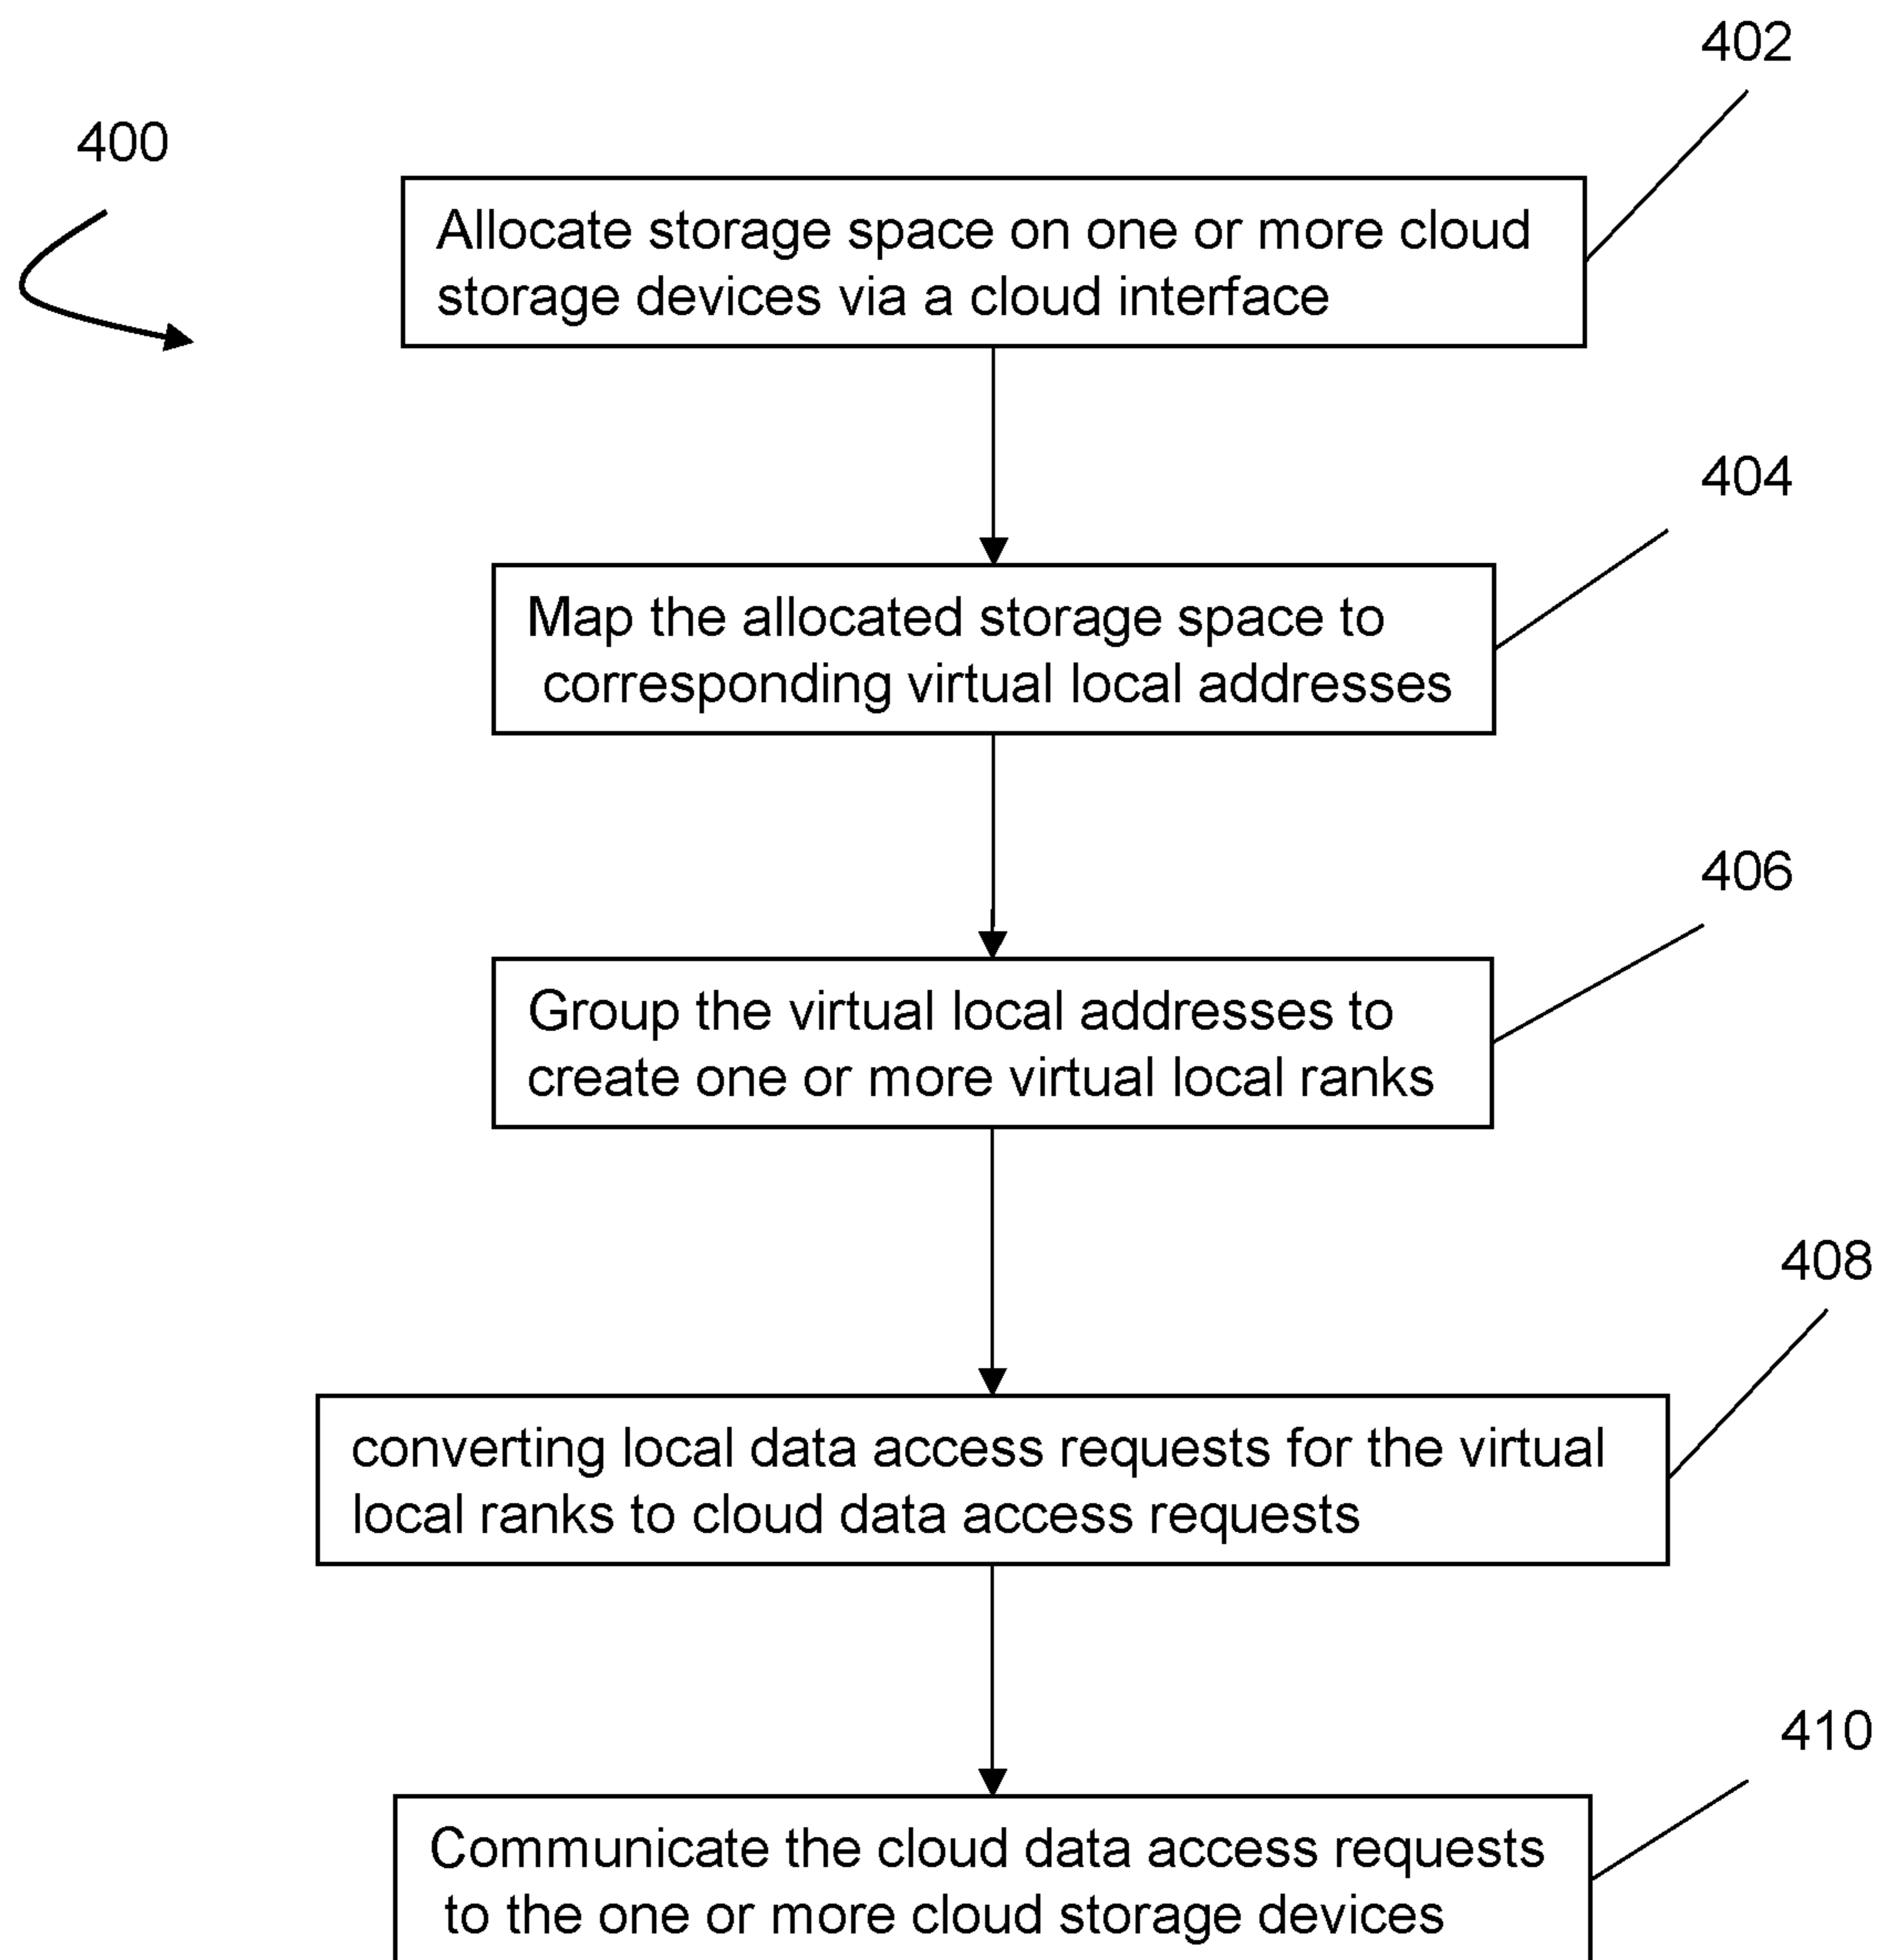 402
400
Allocate storage space on one or more cloud
storage devices via a cloud interface
404
Map the allocated storage space to
corresponding virtual local addresses
406
Group the virtual local addresses to
create one or more virtual local ranks
408
converting local data access requests for the virtual
local ranks to cloud data access requests
410
Communicate the cloud data access requests
to the one or more cloud storage devices